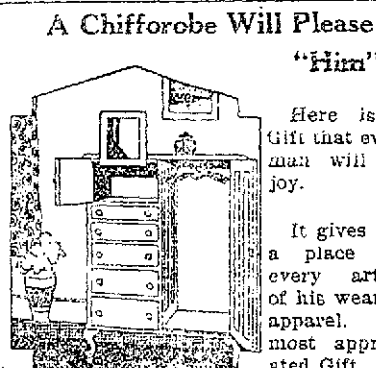 A Chifforobe Will Please
"Him"
Here is
Gift that ev
man will
joy.
It gives
a place
every art
of his wear
apparel.
most appr
ated Gift